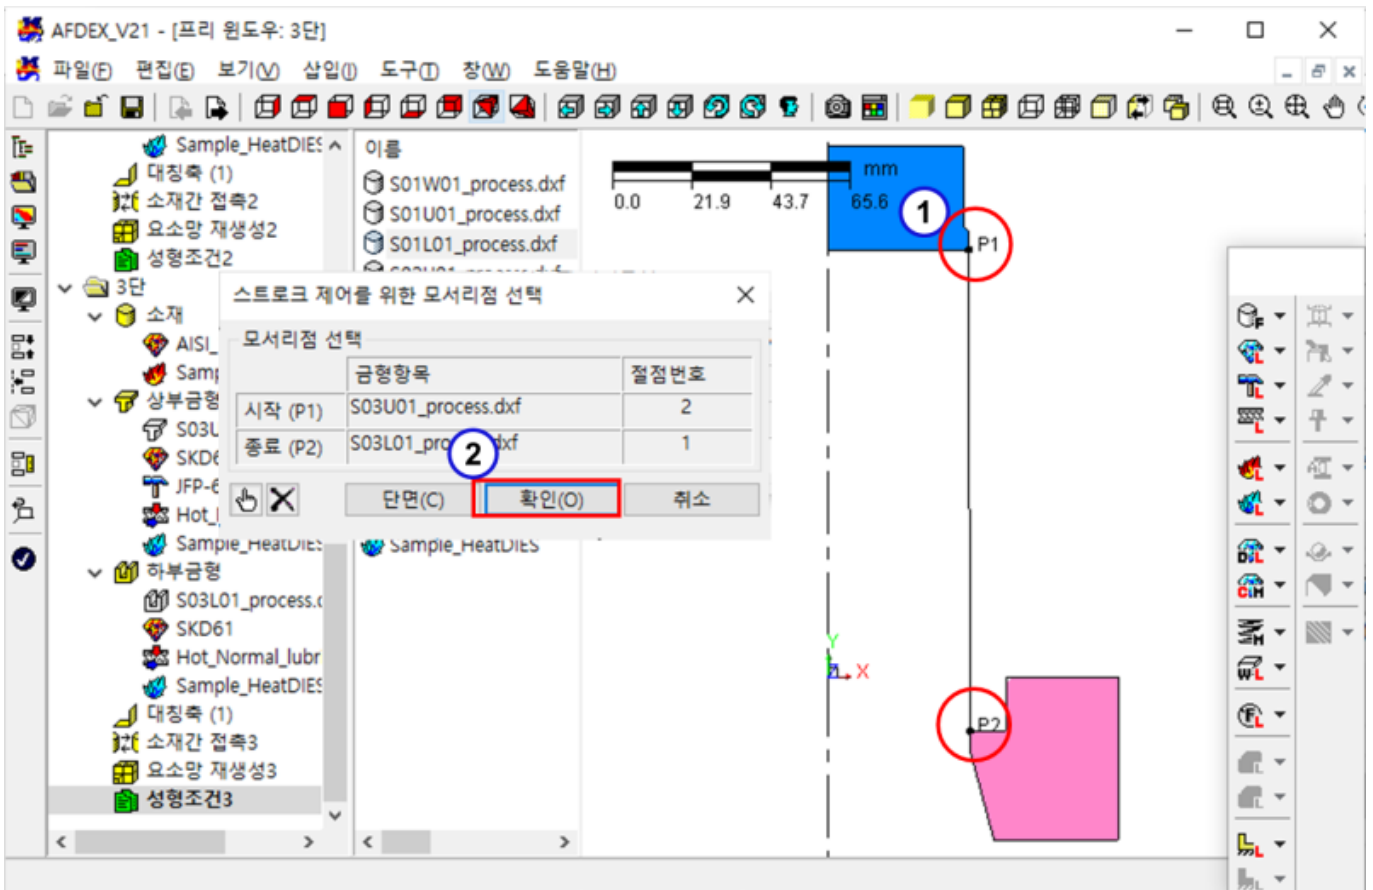 AFDEX_V21 - [프리 윈도우: 3단]
파일(F) 편집(E) 보기(V) 삽입(I) 도구(T) 창(W) 도움말(H)
Sample_HeatDIES
대칭축 (1)
소재간 접촉2
요소망 재생성2
성형조건2
3단
소재
AISI_
Samp
상부금형
S03U
SKD6
JFP-6
Hot_
Sample_HeatDIES
하부금형
S03L01_process.d
SKD61
Hot_Normal_lubr
Sample_HeatDIES
대칭축 (1)
소재간 접촉3
요소망 재생성3
성형조건3
이름
S01W01_process.dxf
S01U01_process.dxf
S01L01_process.dxf
Sample_HeatDIES
스트로크 제어를 위한 모서리점 선택
모서리점 선택
금형항목 절점번호
시작 (P1) S03U01_process.dxf 2
종료 (P2) S03L01_pro dxf 1
단면(C) 확인(O) 취소
mm
0.0 21.9 43.7 65.6
1
P1
2
Y
X
P2